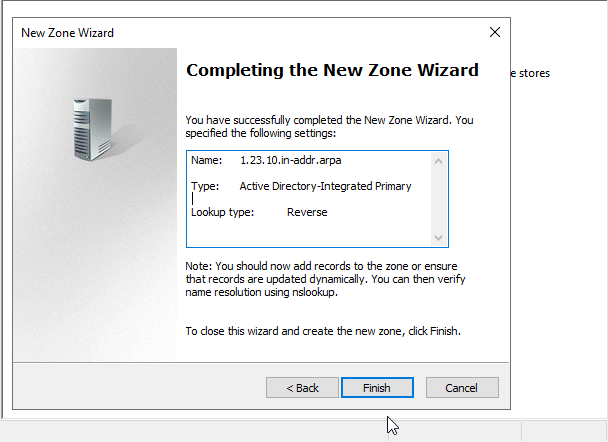 New Zone Wizard
Completing the New Zone Wizard
e stores
You have successfully completed the New Zone Wizard. You
specified the following settings:
Name: 1.23.10.in-addr.arpa
Type: Active Directory-Integrated Primary
Lookup type: Reverse
Note: You should now add records to the zone or ensure
that records are updated dynamically. You can then verify
name resolution using nslookup.
To close this wizard and create the new zone, click Finish.
< Back Finish Cancel